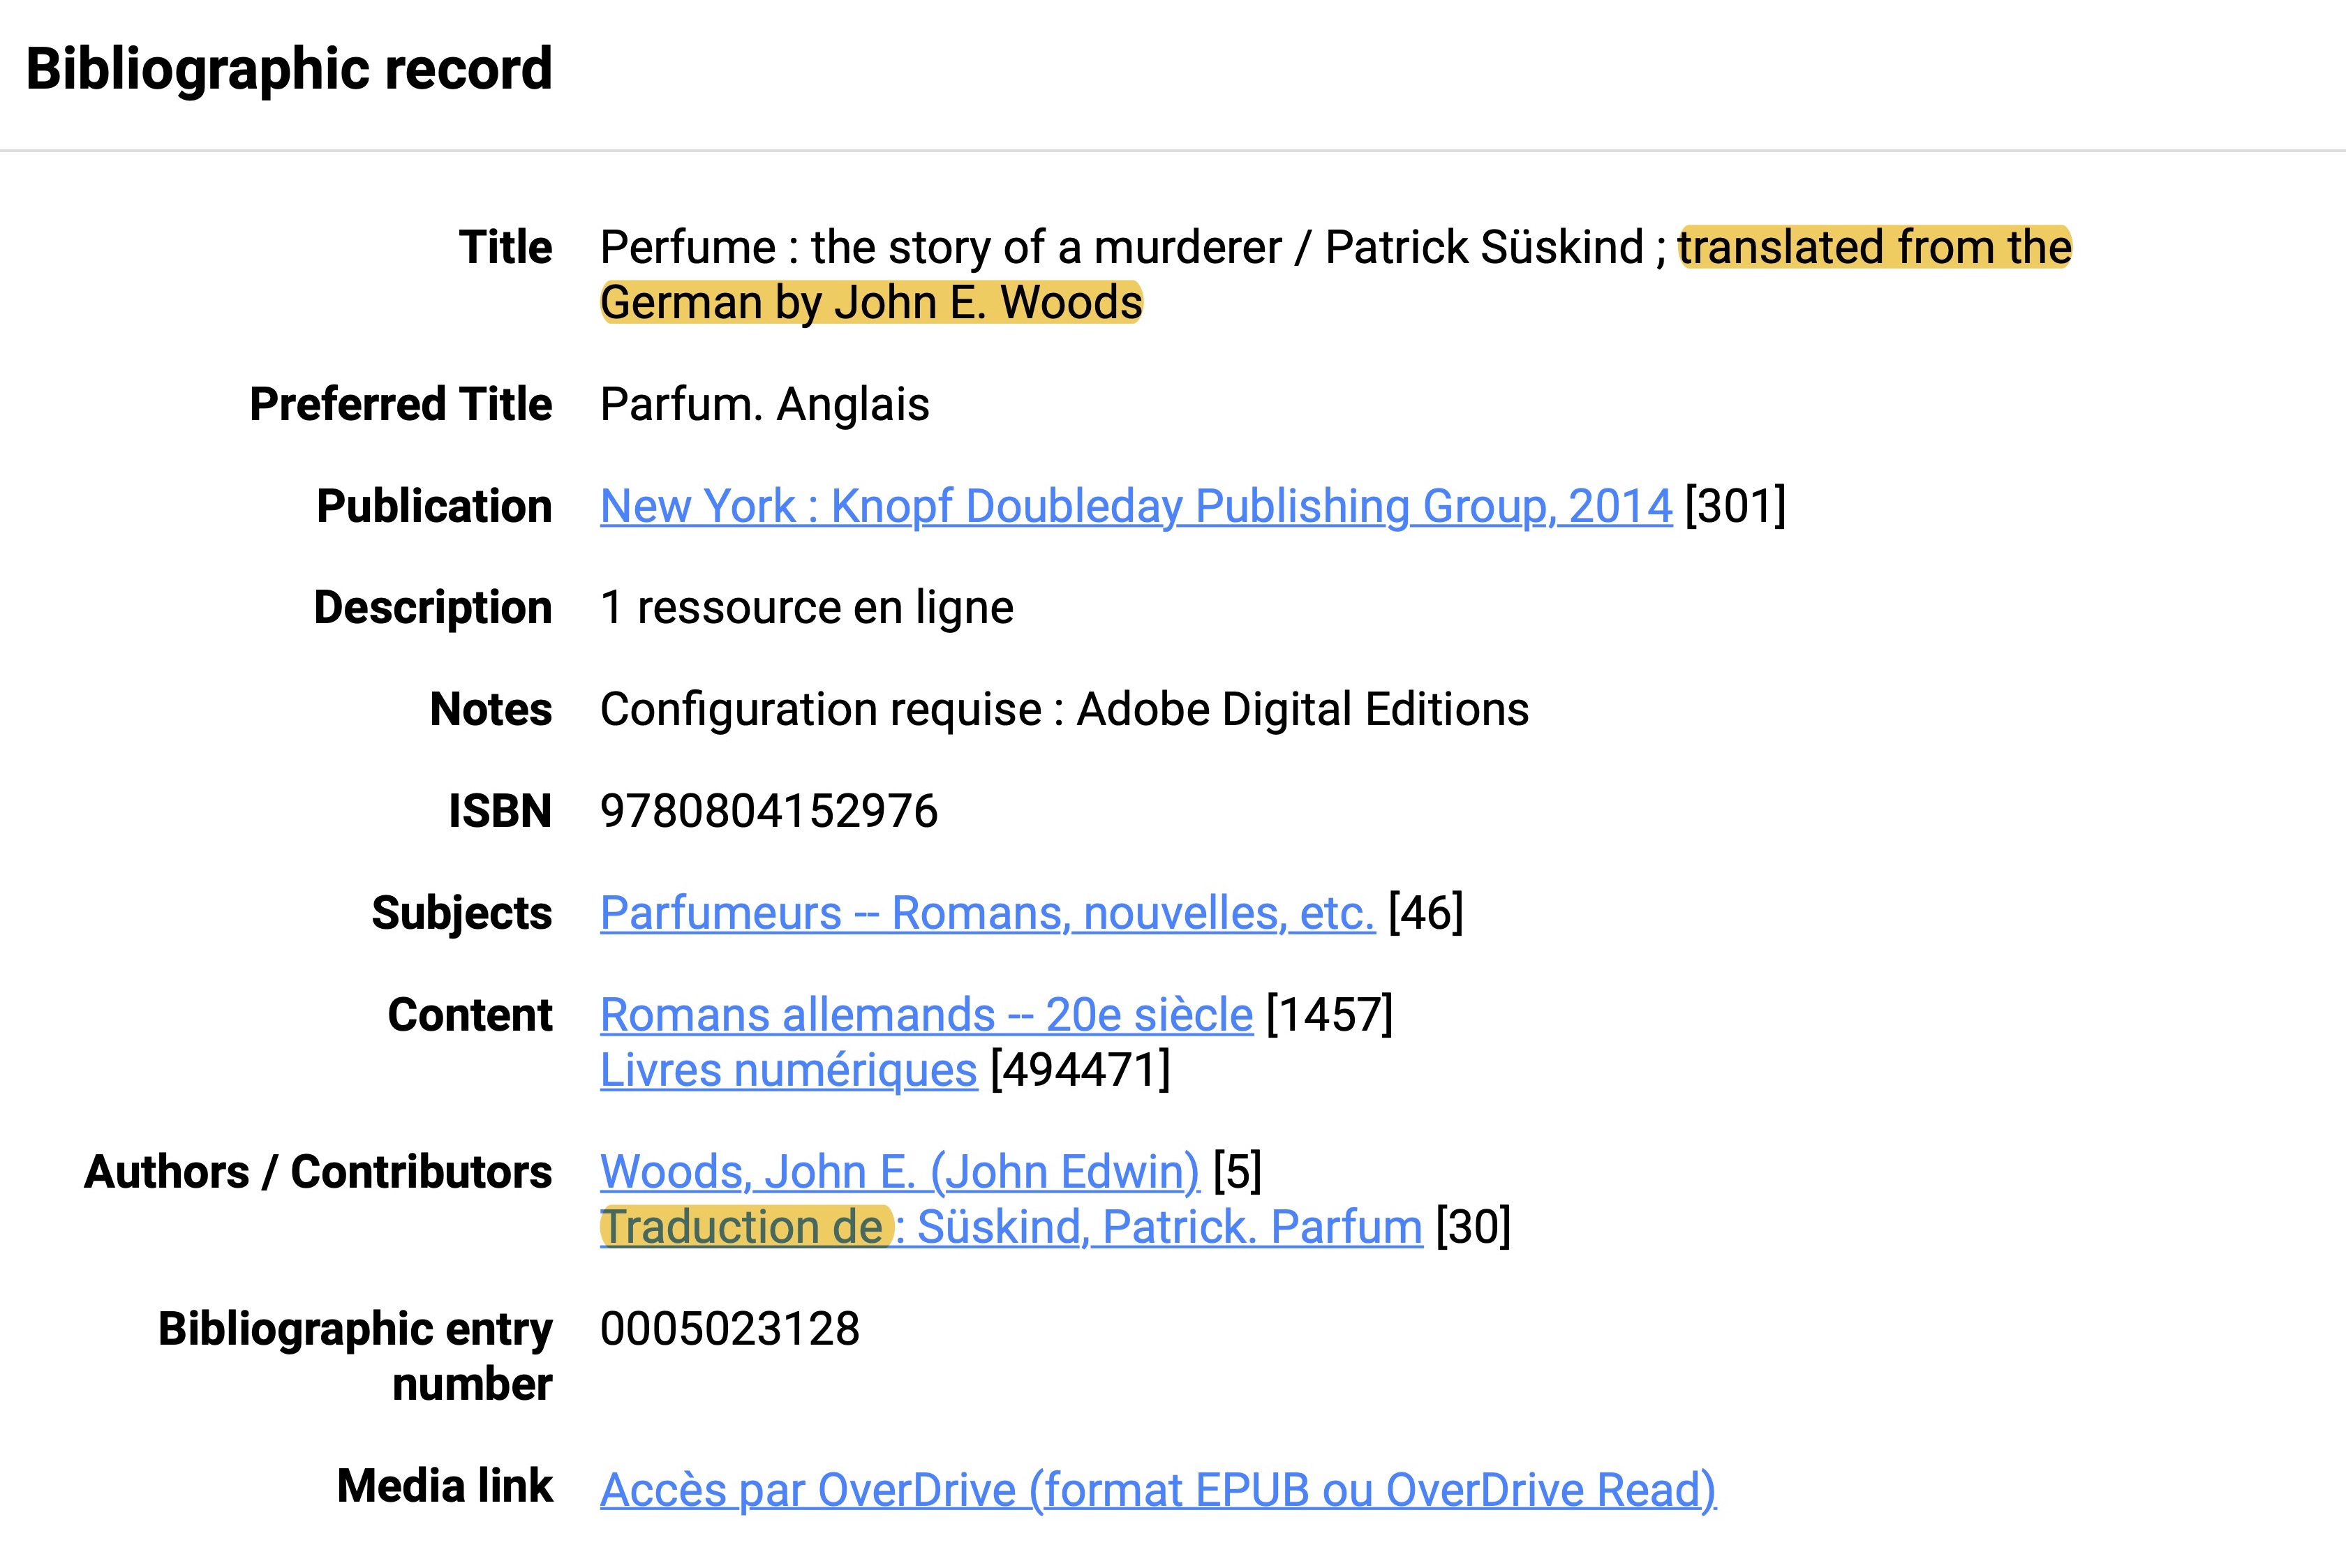 Bibliographic record
Title Perfume : the story of a murderer / Patrick Süskind ; translated from the
German by John E. Woods
Preferred Title Parfum. Anglais
Publication New York : Knopf Doubleday Publishing Group, 2014 [301]
Description 1 ressource en ligne
Notes Configuration requise : Adobe Digital Editions
ISBN 9780804152976
Subjects Parfumeurs -- Romans, nouvelles, etc. [46]
Content Romans allemands -- 20e siècle [1457]
Livres numériques [494471]
Authors / Contributors Woods, John E. (John Edwin) [5]
Traduction de : Süskind, Patrick. Parfum [30]
Bibliographic entry 0005023128
number
Media link Accès par OverDrive (format EPUB ou OverDrive Read)